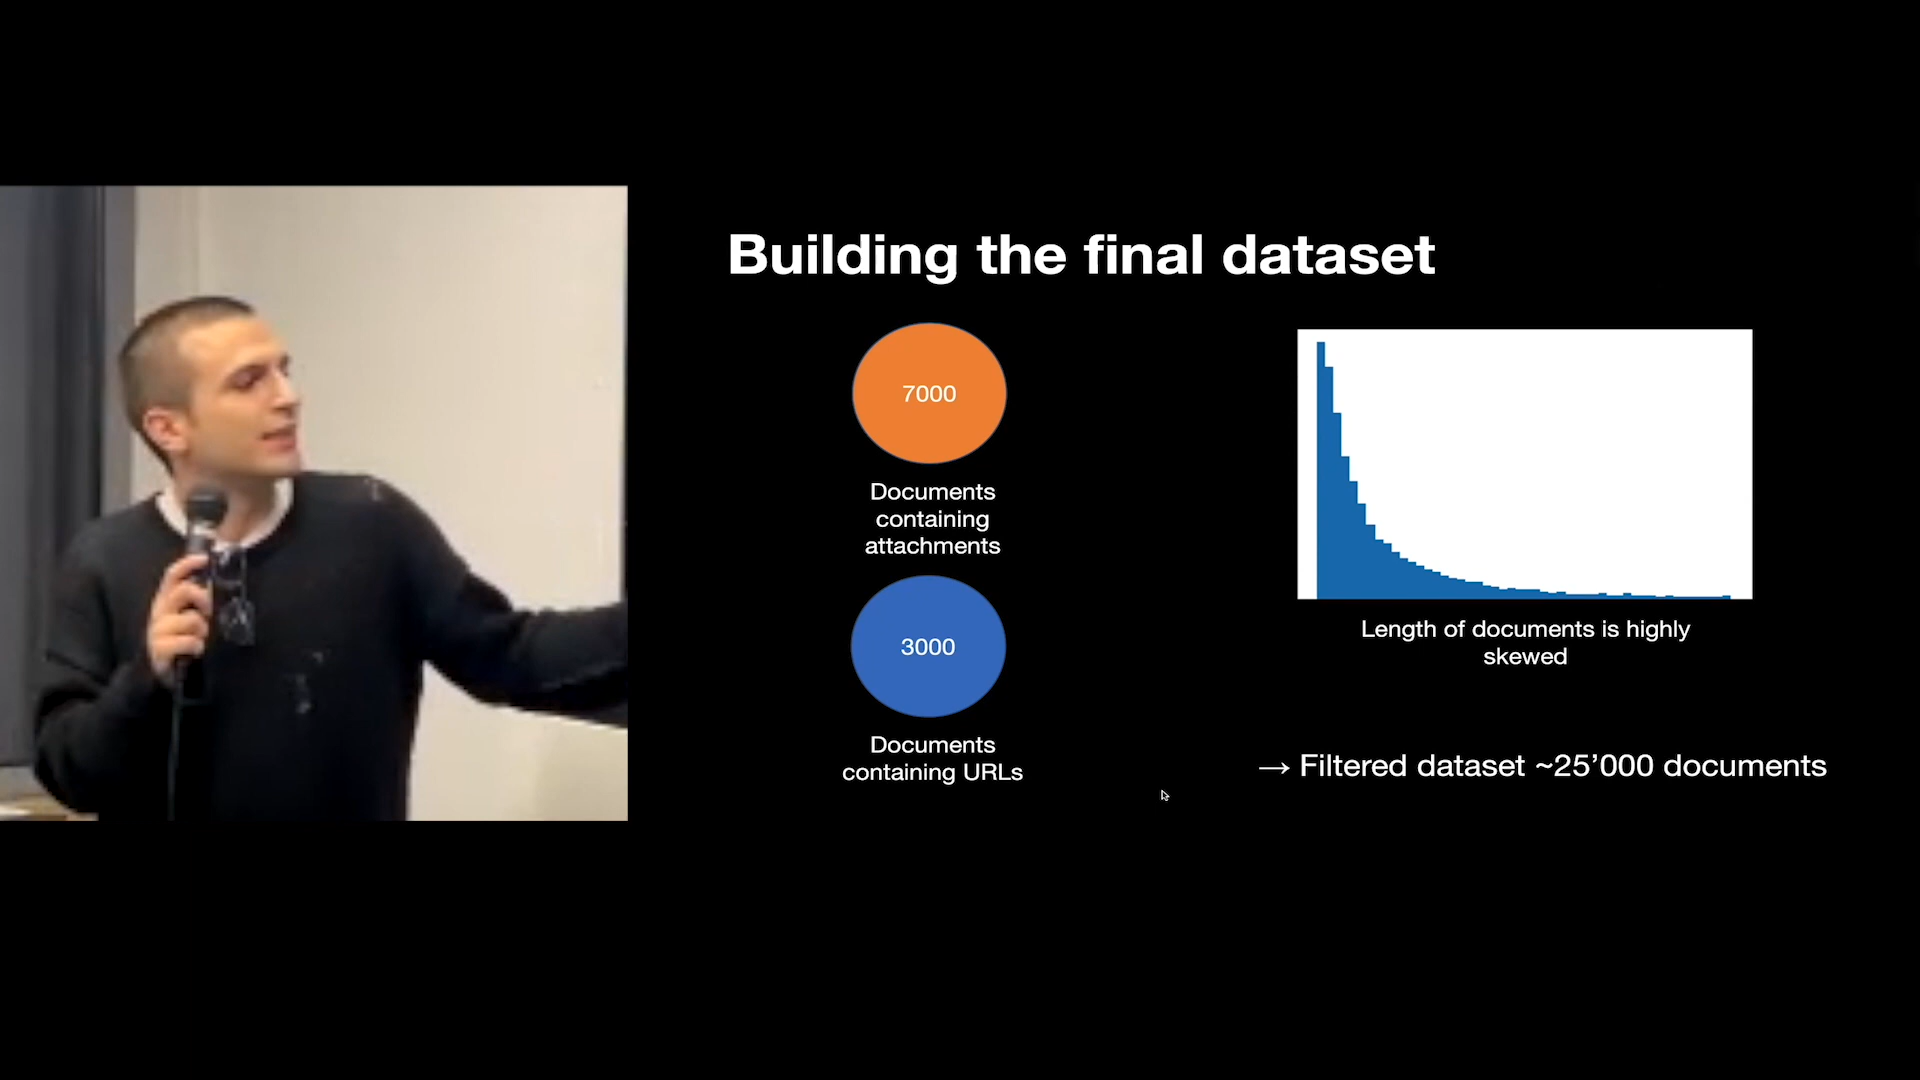 Building the final dataset
7000
Documents
containing
attachments
3000
Documents
containing URLs
Length of documents is highly
skewed
→ Filtered dataset ~25’000 documents